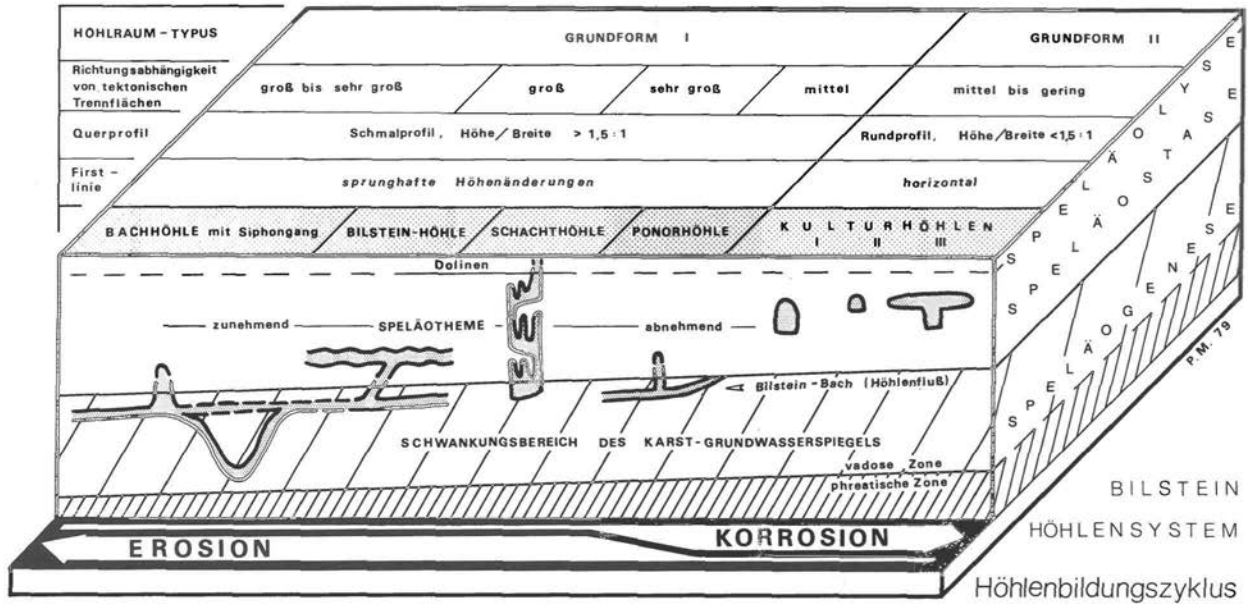 HÖHLRAUM-TYPUS
GRUNDFORM I
GRUNDFORM II
Richtungsabhängigkeit
von tektonischen
Trennflächen
groß bis sehr groß
groß
sehr groß
mittel
mittel bis gering
Querprofil
Schmalprofil, Höhe/Breite > 1,5:1
Rundprofil, Höhe/Breite <1,5:1
First-
linie
sprunghafte Höhenänderungen
horizontal
BACHHÖHLE mit Siphongang
BILSTEIN-HÖHLE
SCHACHTHÖHLE
PONORHÖHLE
KULTURHÖHLEN
I II III
SPELÄOLYSE
SPELÄOSTASE
SPELÄOGENESE
Dolinen
zunehmend SPELÄOTHEME abnehmend
Bilstein-Bach (Höhlenfluß)
SCHWANKUNGSBEREICH DES KARST-GRUNDWASSERSPIEGELS
vadose Zone
phreatische Zone
P.M. 79
EROSION
KORROSION
BILSTEIN
HÖHLENSYSTEM
Höhlenbildungszyklus